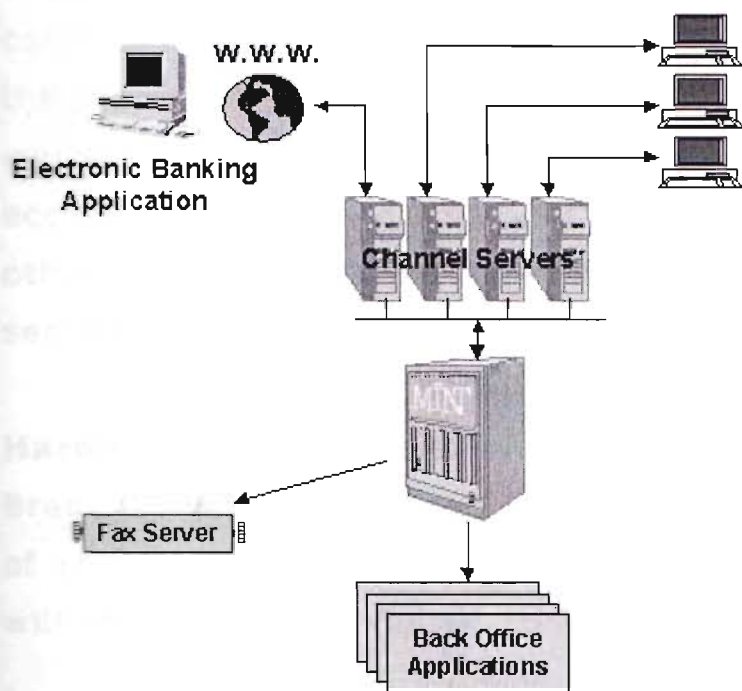 W.W.W.
Electronic Banking
Application
Channel Servers
MINT
Fax Server
Back Office
Applications